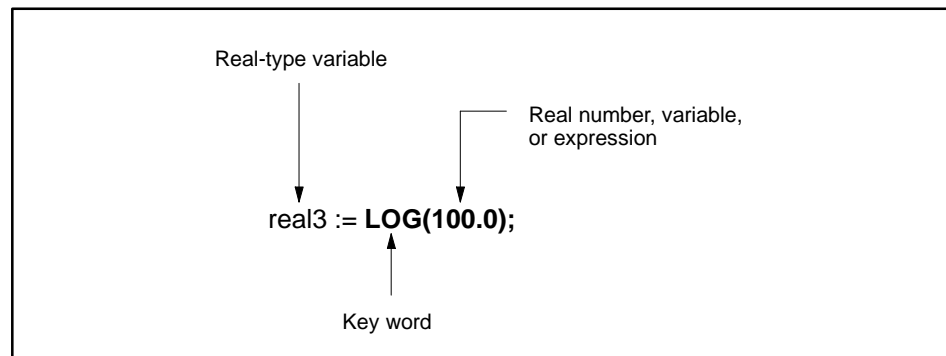 Real-type variable
Real number, variable,
or expression
real3 := LOG(100.0);
Key word